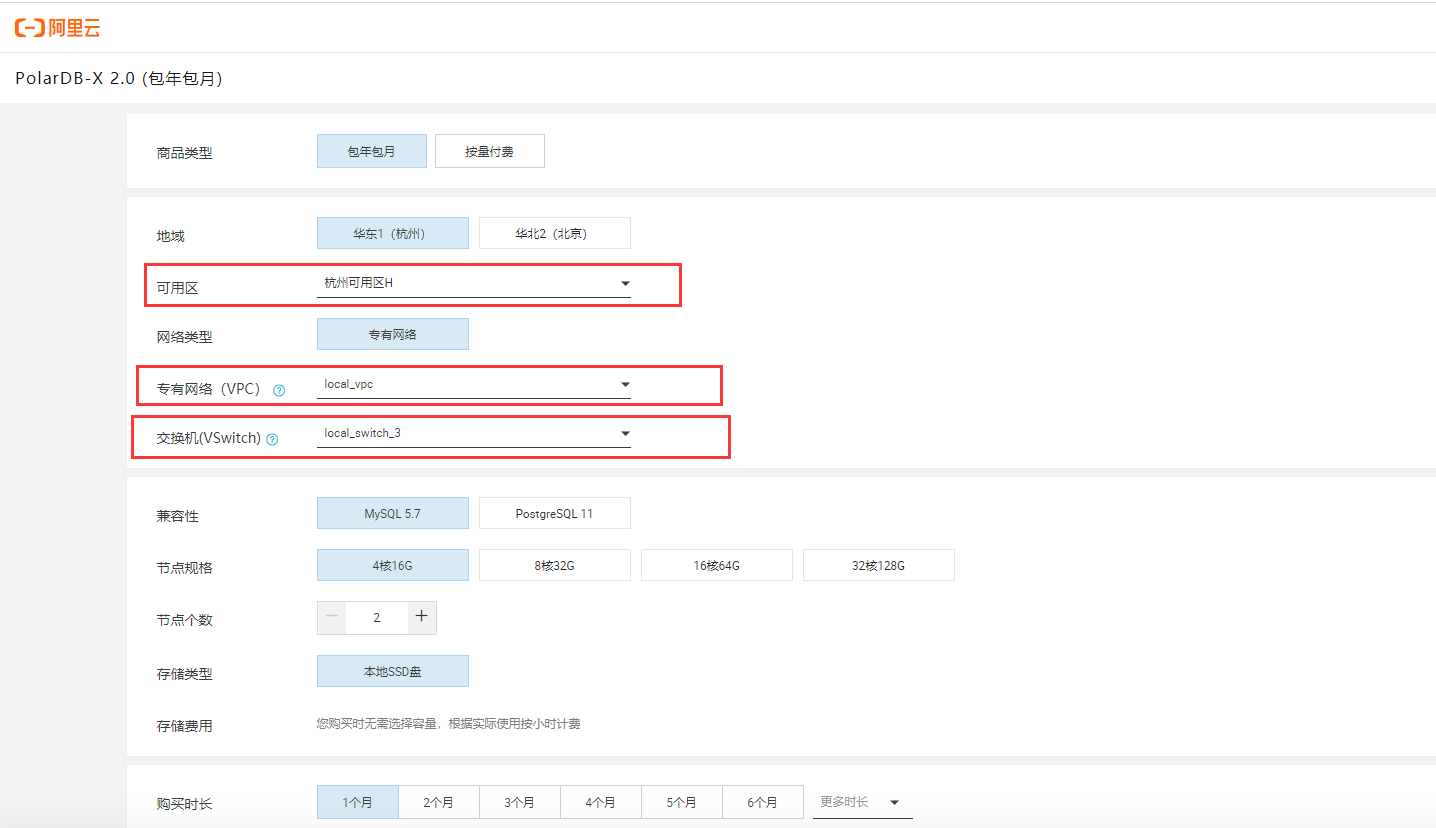 阿里云
PolarDB-X 2.0 (包年包月)
商品类型 包年包月 按量付费
地域 华东1（杭州） 华北2（北京）
可用区 杭州可用区H
网络类型 专有网络
专有网络（VPC） ? local_vpc
交换机(VSwitch) ? local_switch_3
兼容性 MySQL 5.7 PostgreSQL 11
节点规格 4核16G 8核32G 16核64G 32核128G
节点个数 — 2 +
存储类型 本地SSD盘
存储费用 您购买时无需选择容量，根据实际使用按小时计费
购买时长 1个月 2个月 3个月 4个月 5个月 6个月 更多时长